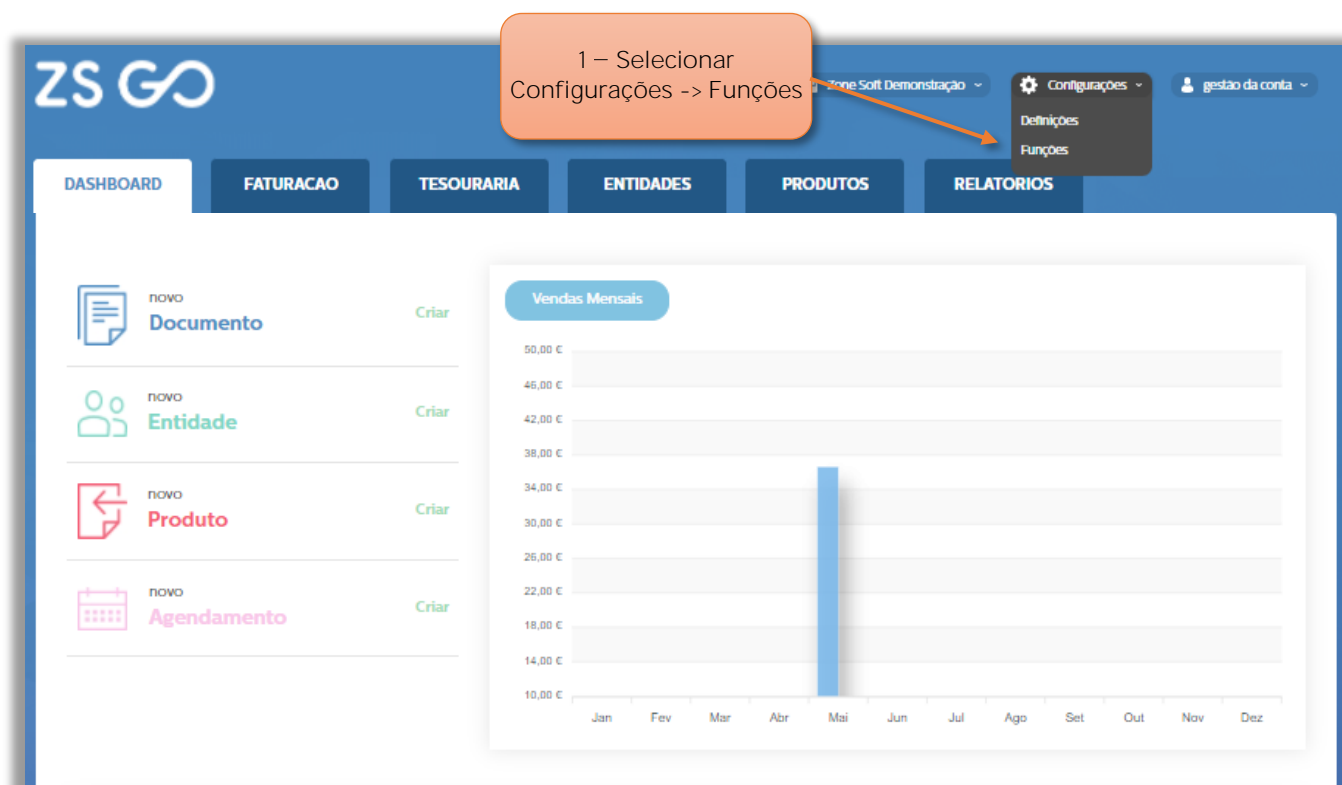 ZS GO
1 – Selecionar
Configurações -> Funções
Zone Soft Demonstração
Configurações
gestão da conta
Definições
Funções
DASHBOARD
FATURACAO
TESOURARIA
ENTIDADES
PRODUTOS
RELATORIOS
novo
Documento
Criar
novo
Entidade
Criar
novo
Produto
Criar
novo
Agendamento
Criar
Vendas Mensais
50,00 €
46,00 €
42,00 €
38,00 €
34,00 €
30,00 €
26,00 €
22,00 €
18,00 €
14,00 €
10,00 €
Jan Fev Mar Abr Mai Jun Jul Ago Set Out Nov Dez